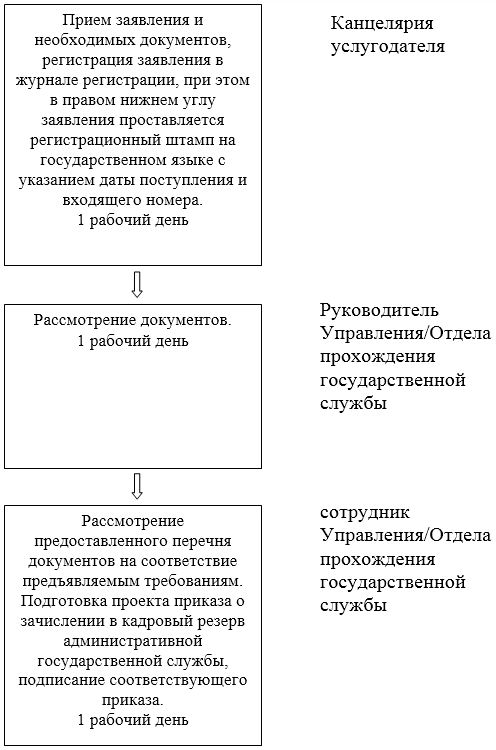 Прием заявления и
необходимых документов,
регистрация заявления в
журнале регистрации, при этом
в правом нижнем углу
заявления проставляется
регистрационный штамп на
государственном языке с
указанием даты поступления и
входящего номера.
1 рабочий день
Канцелярия
услугодателя
Рассмотрение документов.
1 рабочий день
Руководитель
Управления/Отдела
прохождения
государственной
службы
Рассмотрение
предоставленного перечня
документов на соответствие
предъявляемым требованиям.
Подготовка проекта приказа о
зачислении в кадровый резерв
административной
государственной службы,
подписание соответствующего
приказа.
1 рабочий день
сотрудник
Управления/Отдела
прохождения
государственной
службы